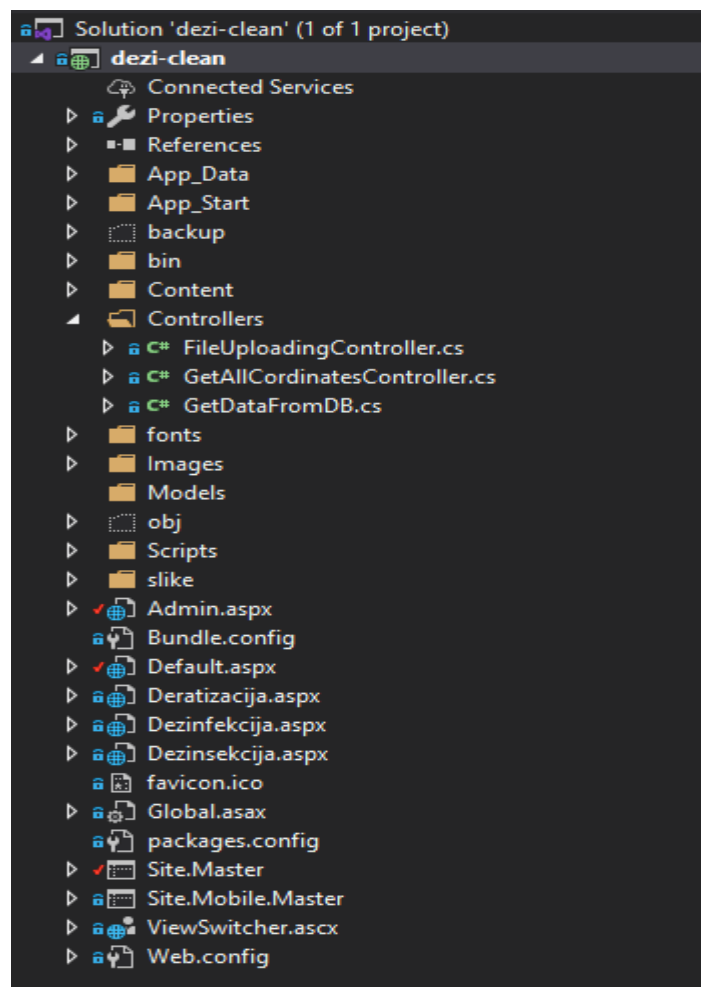 Solution 'dezi-clean' (1 of 1 project)
dezi-clean
Connected Services
Properties
References
App_Data
App_Start
backup
bin
Content
Controllers
C# FileUploadingController.cs
C# GetAllCordinatesController.cs
C# GetDataFromDB.cs
fonts
Images
Models
obj
Scripts
slike
Admin.aspx
Bundle.config
Default.aspx
Deratizacija.aspx
Dezinfekcija.aspx
Dezinsekcija.aspx
favicon.ico
Global.asax
packages.config
Site.Master
Site.Mobile.Master
ViewSwitcher.ascx
Web.config